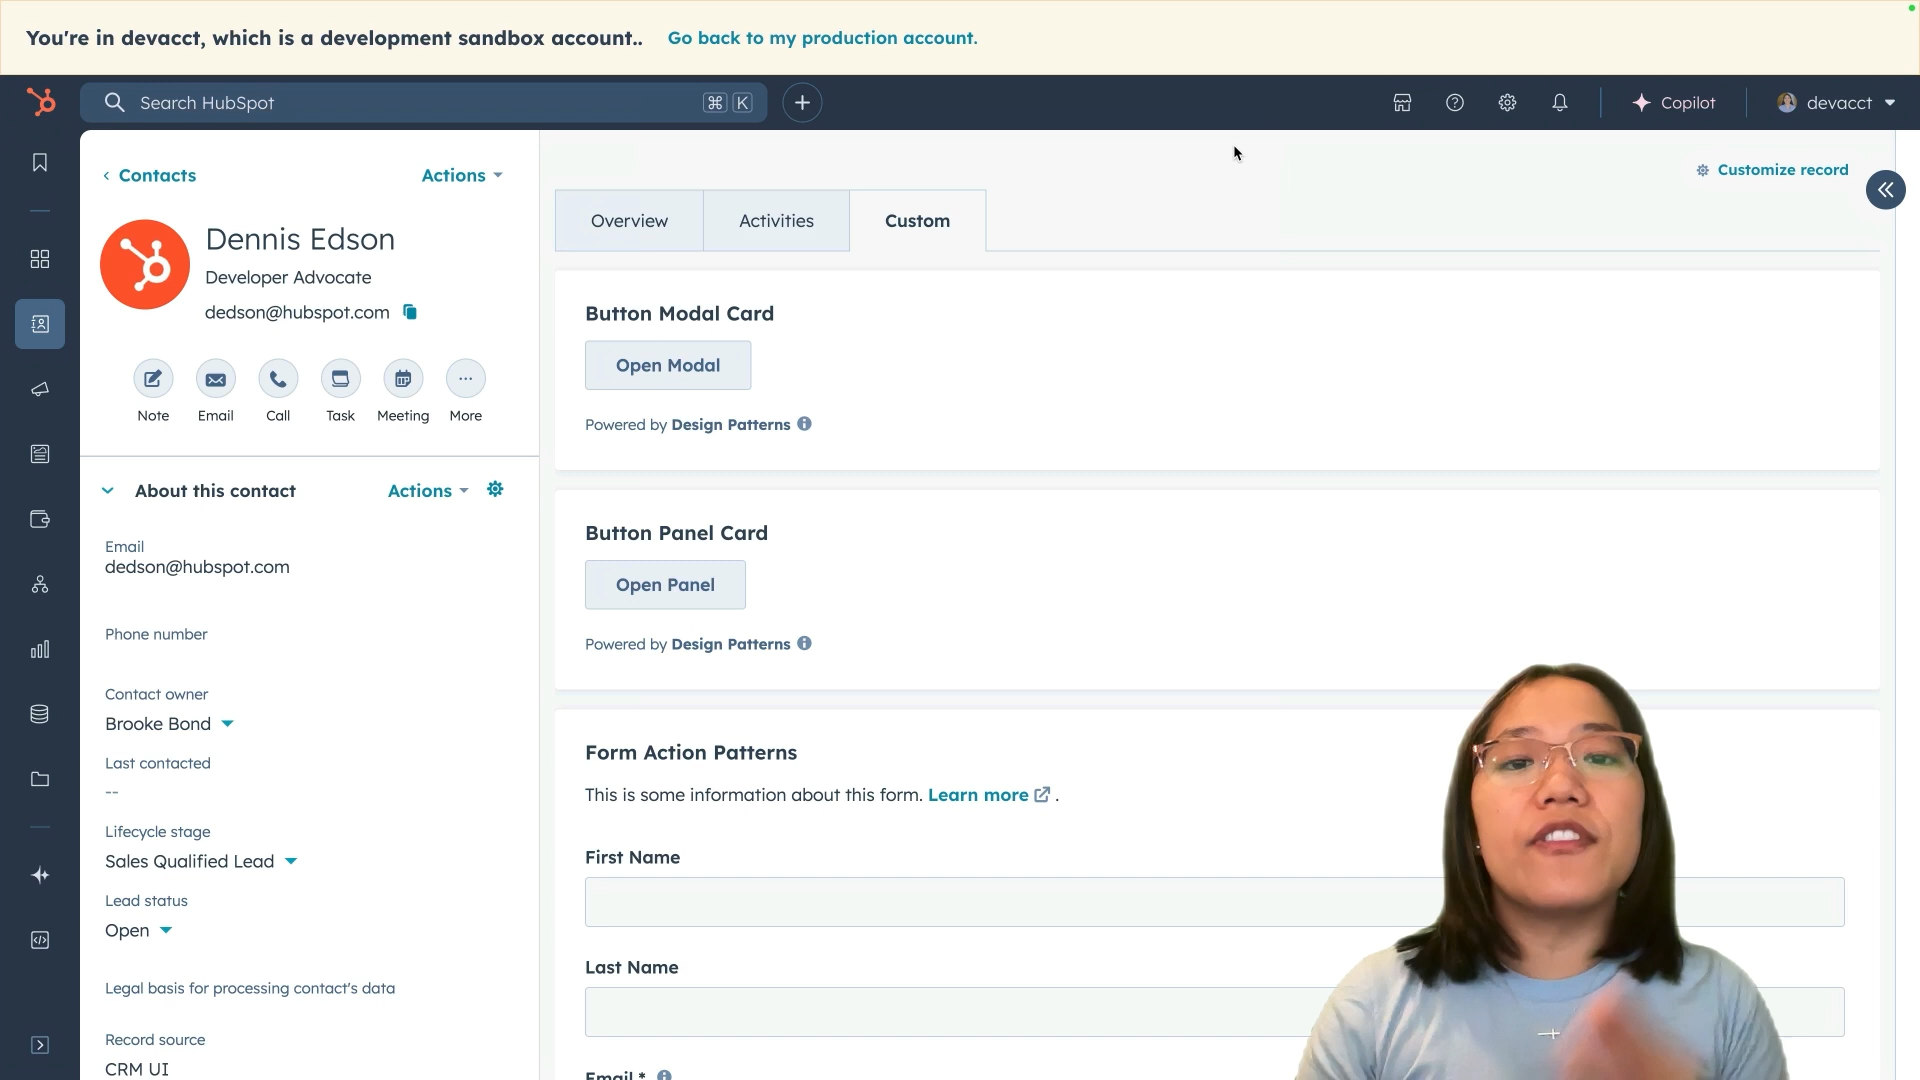 You're in devacct, which is a development sandbox account.. Go back to my production account.
Search HubSpot ⌘ K
Copilot
devacct
Contacts
Actions
Dennis Edson
Developer Advocate
dedson@hubspot.com
Note Email Call Task Meeting More
About this contact
Actions
Email
dedson@hubspot.com
Phone number
Contact owner
Brooke Bond
Last contacted
--
Lifecycle stage
Sales Qualified Lead
Lead status
Open
Legal basis for processing contact's data
Record source
CRM UI
Customize record
Overview Activities Custom
Button Modal Card
Open Modal
Powered by Design Patterns
Button Panel Card
Open Panel
Powered by Design Patterns
Form Action Patterns
This is some information about this form. Learn more .
First Name
Last Name
Email *